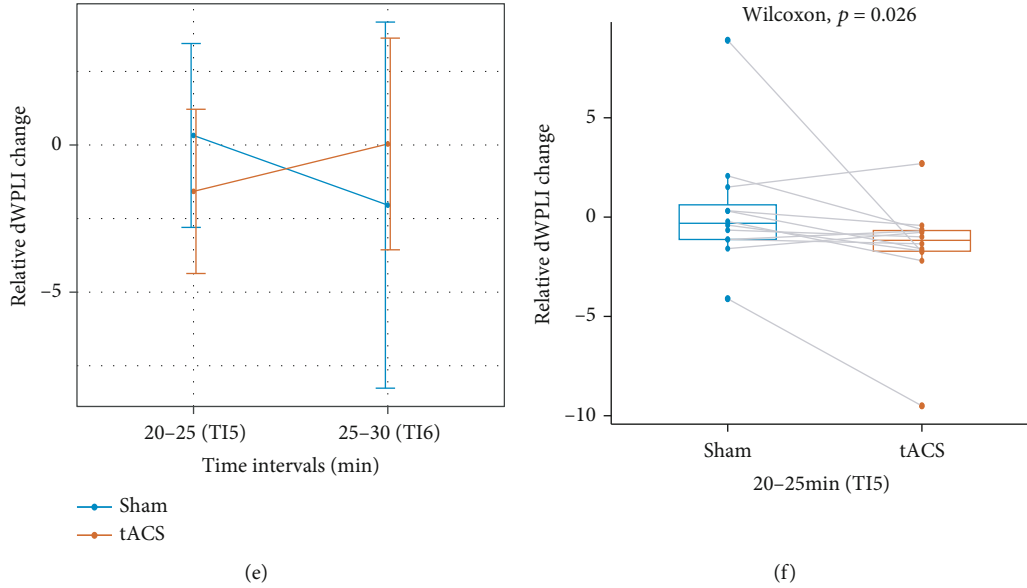 Relative dWPLI change
0
–5
20–25 (TI5)
25–30 (TI6)
Time intervals (min)
Sham
tACS
(e)
Wilcoxon, p = 0.026
Relative dWPLI change
5
0
–5
–10
Sham
tACS
20–25min (TI5)
(f)